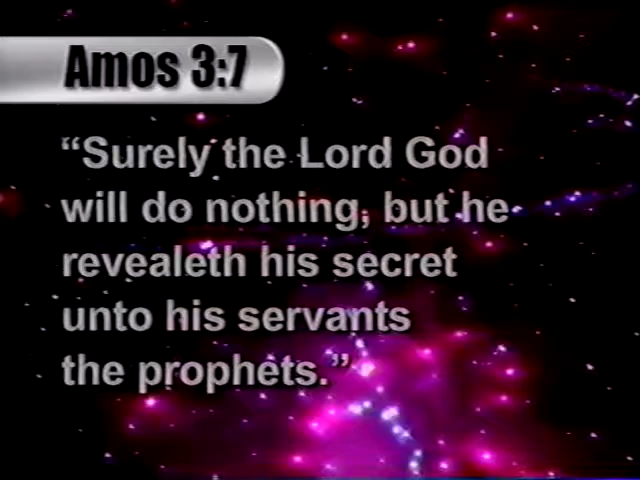 Amos 3:7
“Surely the Lord God
will do nothing, but he
revealeth his secret
unto his servants
the prophets.”